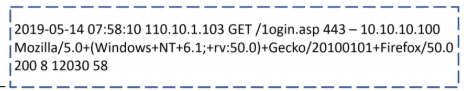 2019-05-14 07:58:10 110.10.1.103 GET /1ogin.asp 443 – 10.10.10.100
Mozilla/5.0+(Windows+NT+6.1;+rv:50.0)+Gecko/20100101+Firefox/50.0
200 8 12030 58